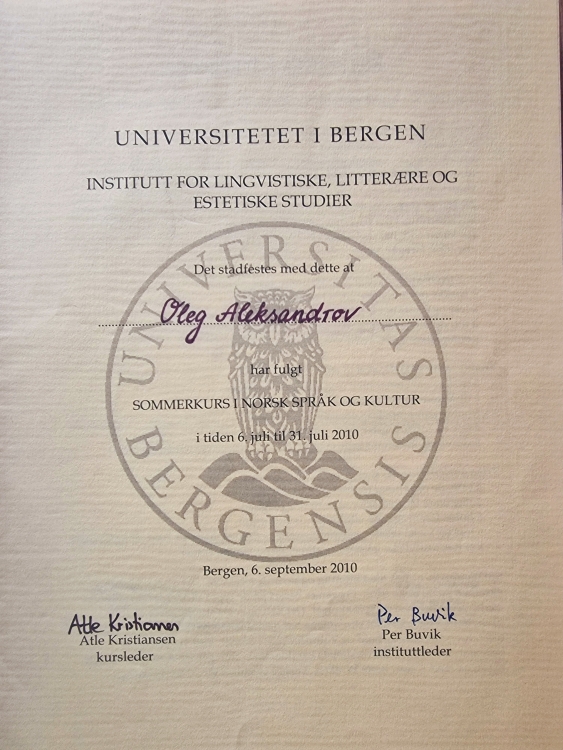 UNIVERSITETET I BERGEN
INSTITUTT FOR LINGVISTISKE, LITTERÆRE OG
ESTETISKE STUDIER
UNIVERSITAS BERGENSIS
Det stadfestes med dette at
Oleg Aleksandrov
har fulgt
SOMMERKURS I NORSK SPRÅK OG KULTUR
i tiden 6. juli til 31. juli 2010
Bergen, 6. september 2010
Atle Kristiansen
Atle Kristiansen
kursleder
Per Buvik
Per Buvik
instituttleder